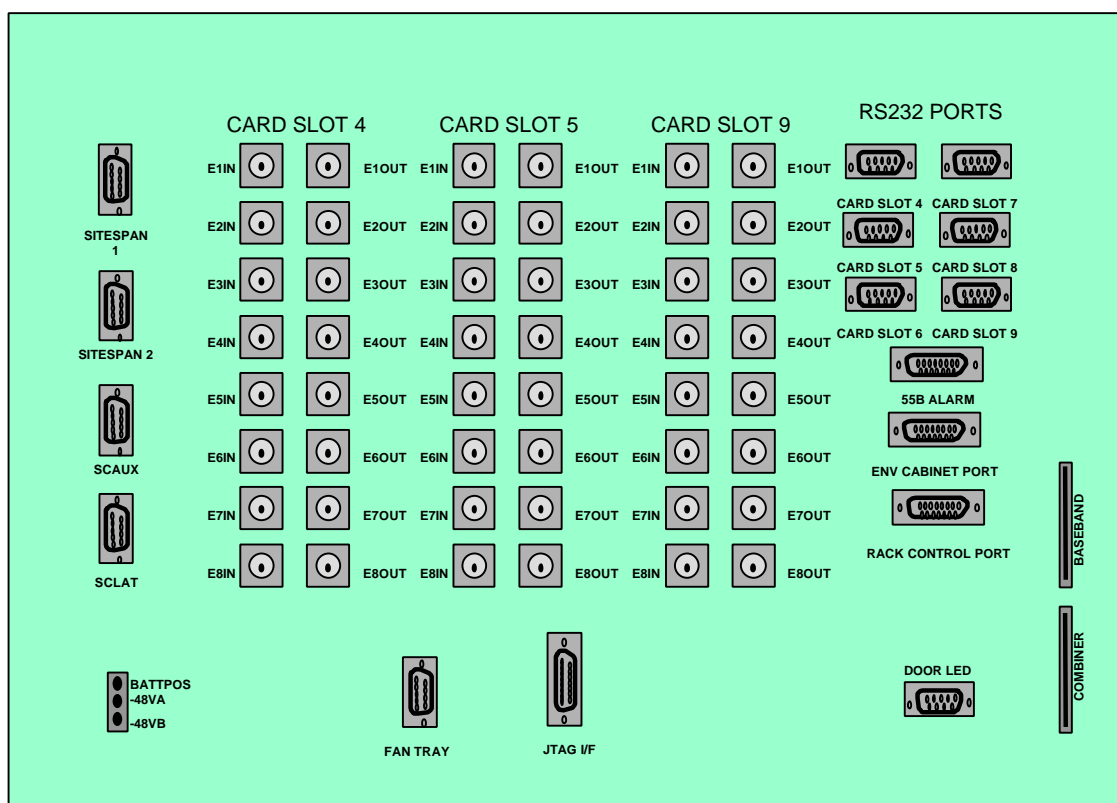 RS232 PORTS
CARD SLOT 4 CARD SLOT 5 CARD SLOT 9
E1IN E1OUT E1IN E1OUT E1IN E1OUT
CARD SLOT 4 CARD SLOT 7
E2IN E2OUT E2IN E2OUT E2IN E2OUT
SITESPAN
1
CARD SLOT 5 CARD SLOT 8
E3IN E3OUT E3IN E3OUT E3IN E3OUT
CARD SLOT 6 CARD SLOT 9
E4IN E4OUT E4IN E4OUT E4IN E4OUT
SITESPAN 2
E5IN E5OUT E5IN E5OUT E5IN E5OUT
55B ALARM
E6IN E6OUT E6IN E6OUT E6IN E6OUT
SCAUX
ENV CABINET PORT
E7IN E7OUT E7IN E7OUT E7IN E7OUT
BASEBAND
RACK CONTROL PORT
E8IN E8OUT E8IN E8OUT E8IN E8OUT
SCLAT
COMBINER
DOOR LED
BATTPOS
-48VA
-48VB
FAN TRAY
JTAG I/F